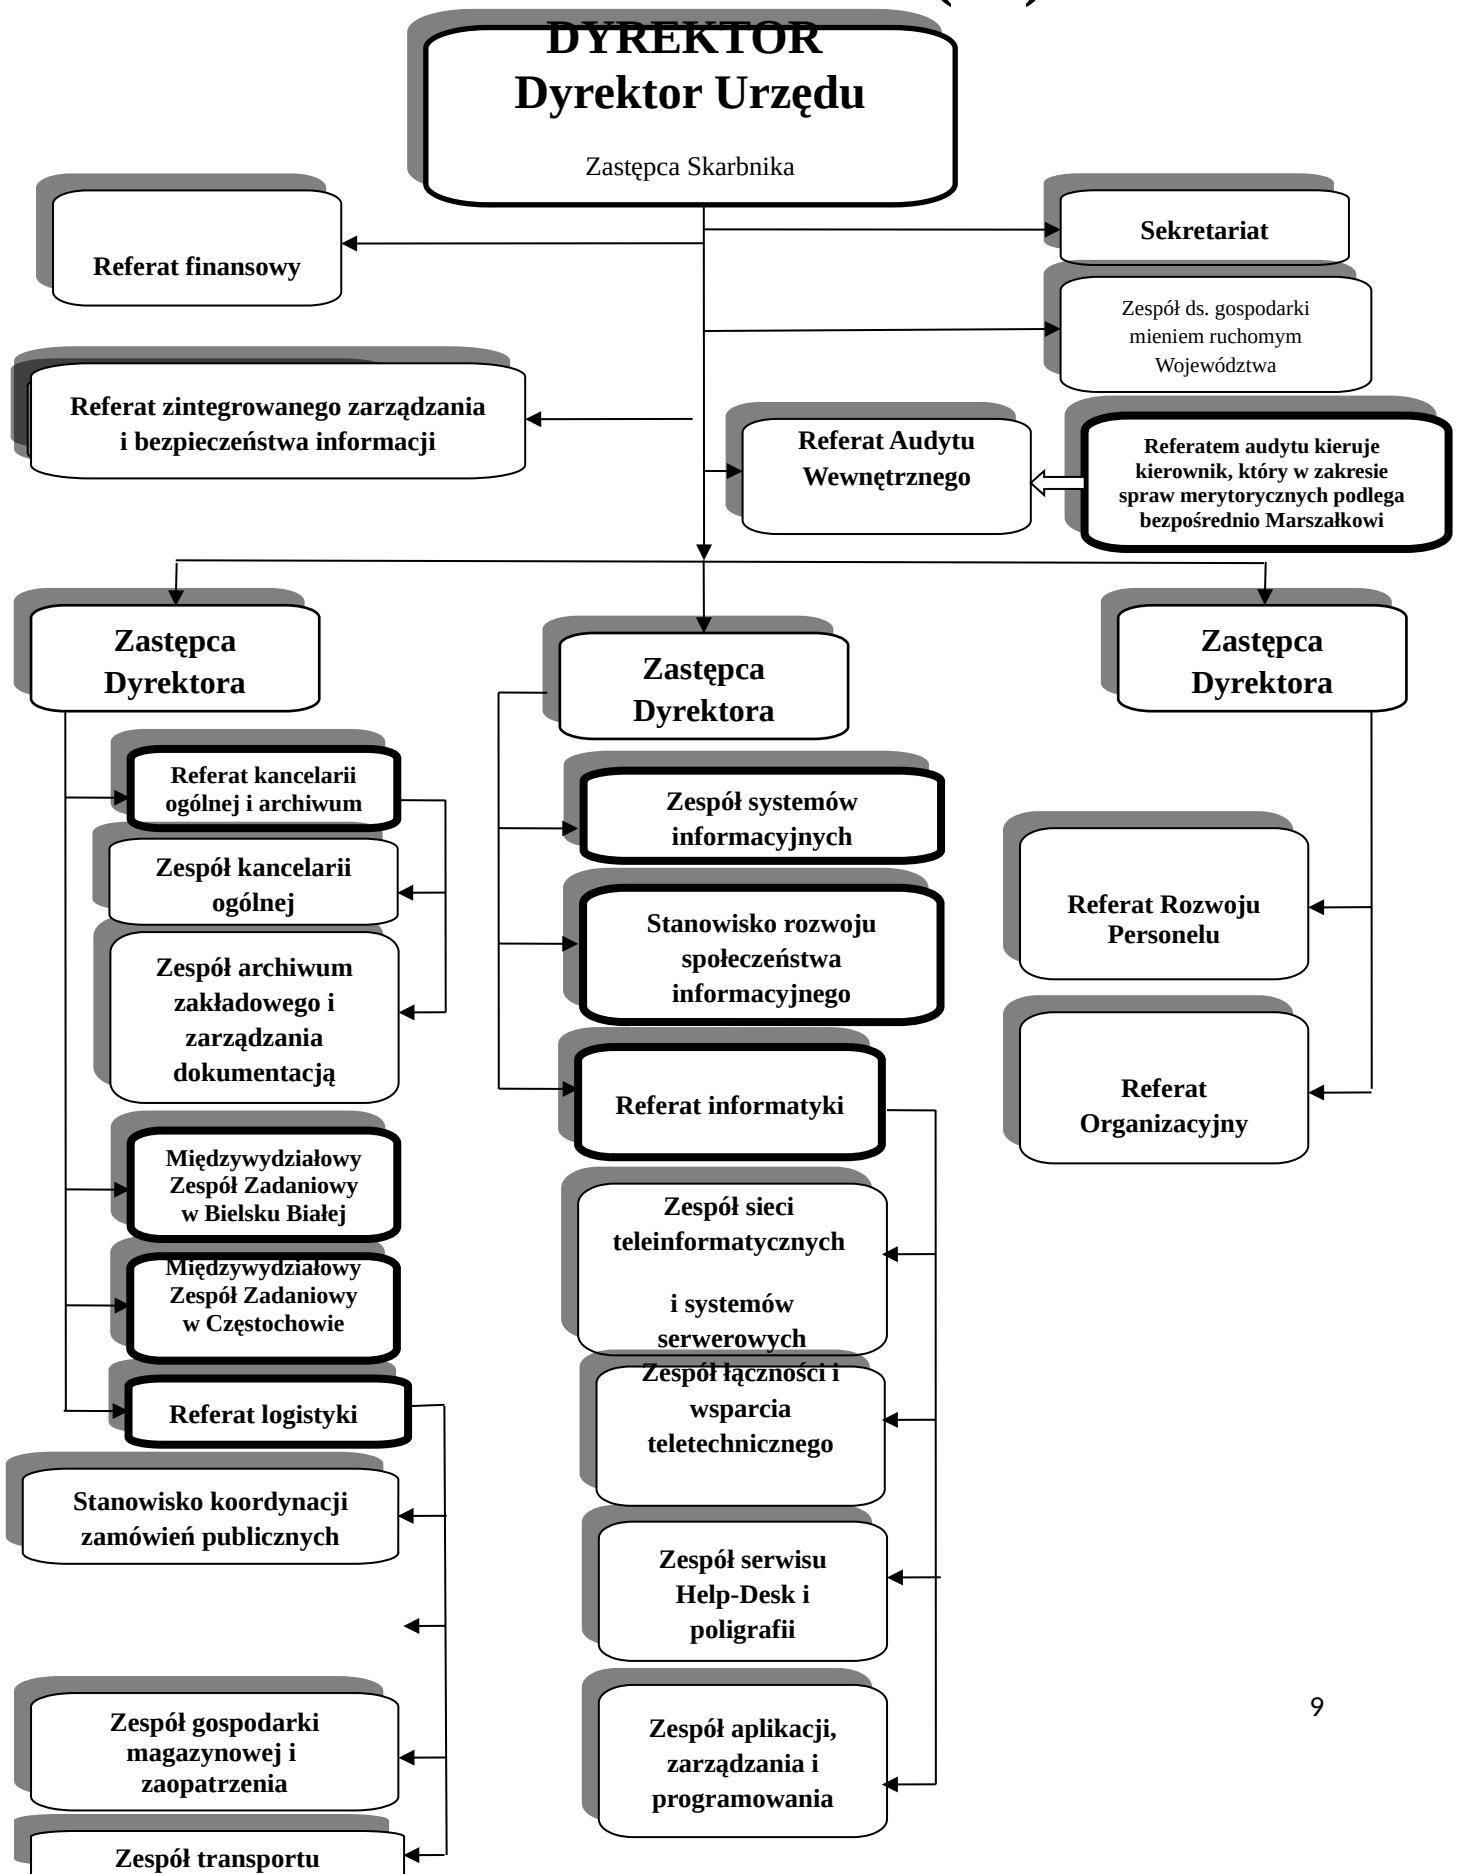 DYREKTOR
Dyrektor Urzędu
Zastępca Skarbnika
Referat finansowy
Sekretariat
Zespół ds. gospodarki
mieniem ruchomym
Województwa
Referat zintegrowanego zarządzania
i bezpieczeństwa informacji
Referat Audytu
Wewnętrznego
Referatem audytu kieruje
kierownik, który w zakresie
spraw merytorycznych podlega
bezpośrednio Marszałkowi
Zastępca
Dyrektora
Referat kancelarii
ogólnej i archiwum
Zespół kancelarii
ogólnej
Zespół archiwum
zakładowego i
zarządzania
dokumentacją
Międzywydziałowy
Zespół Zadaniowy
w Bielsku Białej
Międzywydziałowy
Zespół Zadaniowy
w Częstochowie
Referat logistyki
Stanowisko koordynacji
zamówień publicznych
Zespół gospodarki
magazynowej i
zaopatrzenia
Zespół transportu
Zastępca
Dyrektora
Zespół systemów
informacyjnych
Stanowisko rozwoju
społeczeństwa
informacyjnego
Referat informatyki
Zespół sieci
teleinformatycznych
i systemów
serwerowych
Zespół łączności i
wsparcia
teletechnicznego
Zespół serwisu
Help-Desk i
poligrafii
Zespół aplikacji,
zarządzania i
programowania
Zastępca
Dyrektora
Referat Rozwoju
Personelu
Referat
Organizacyjny
9